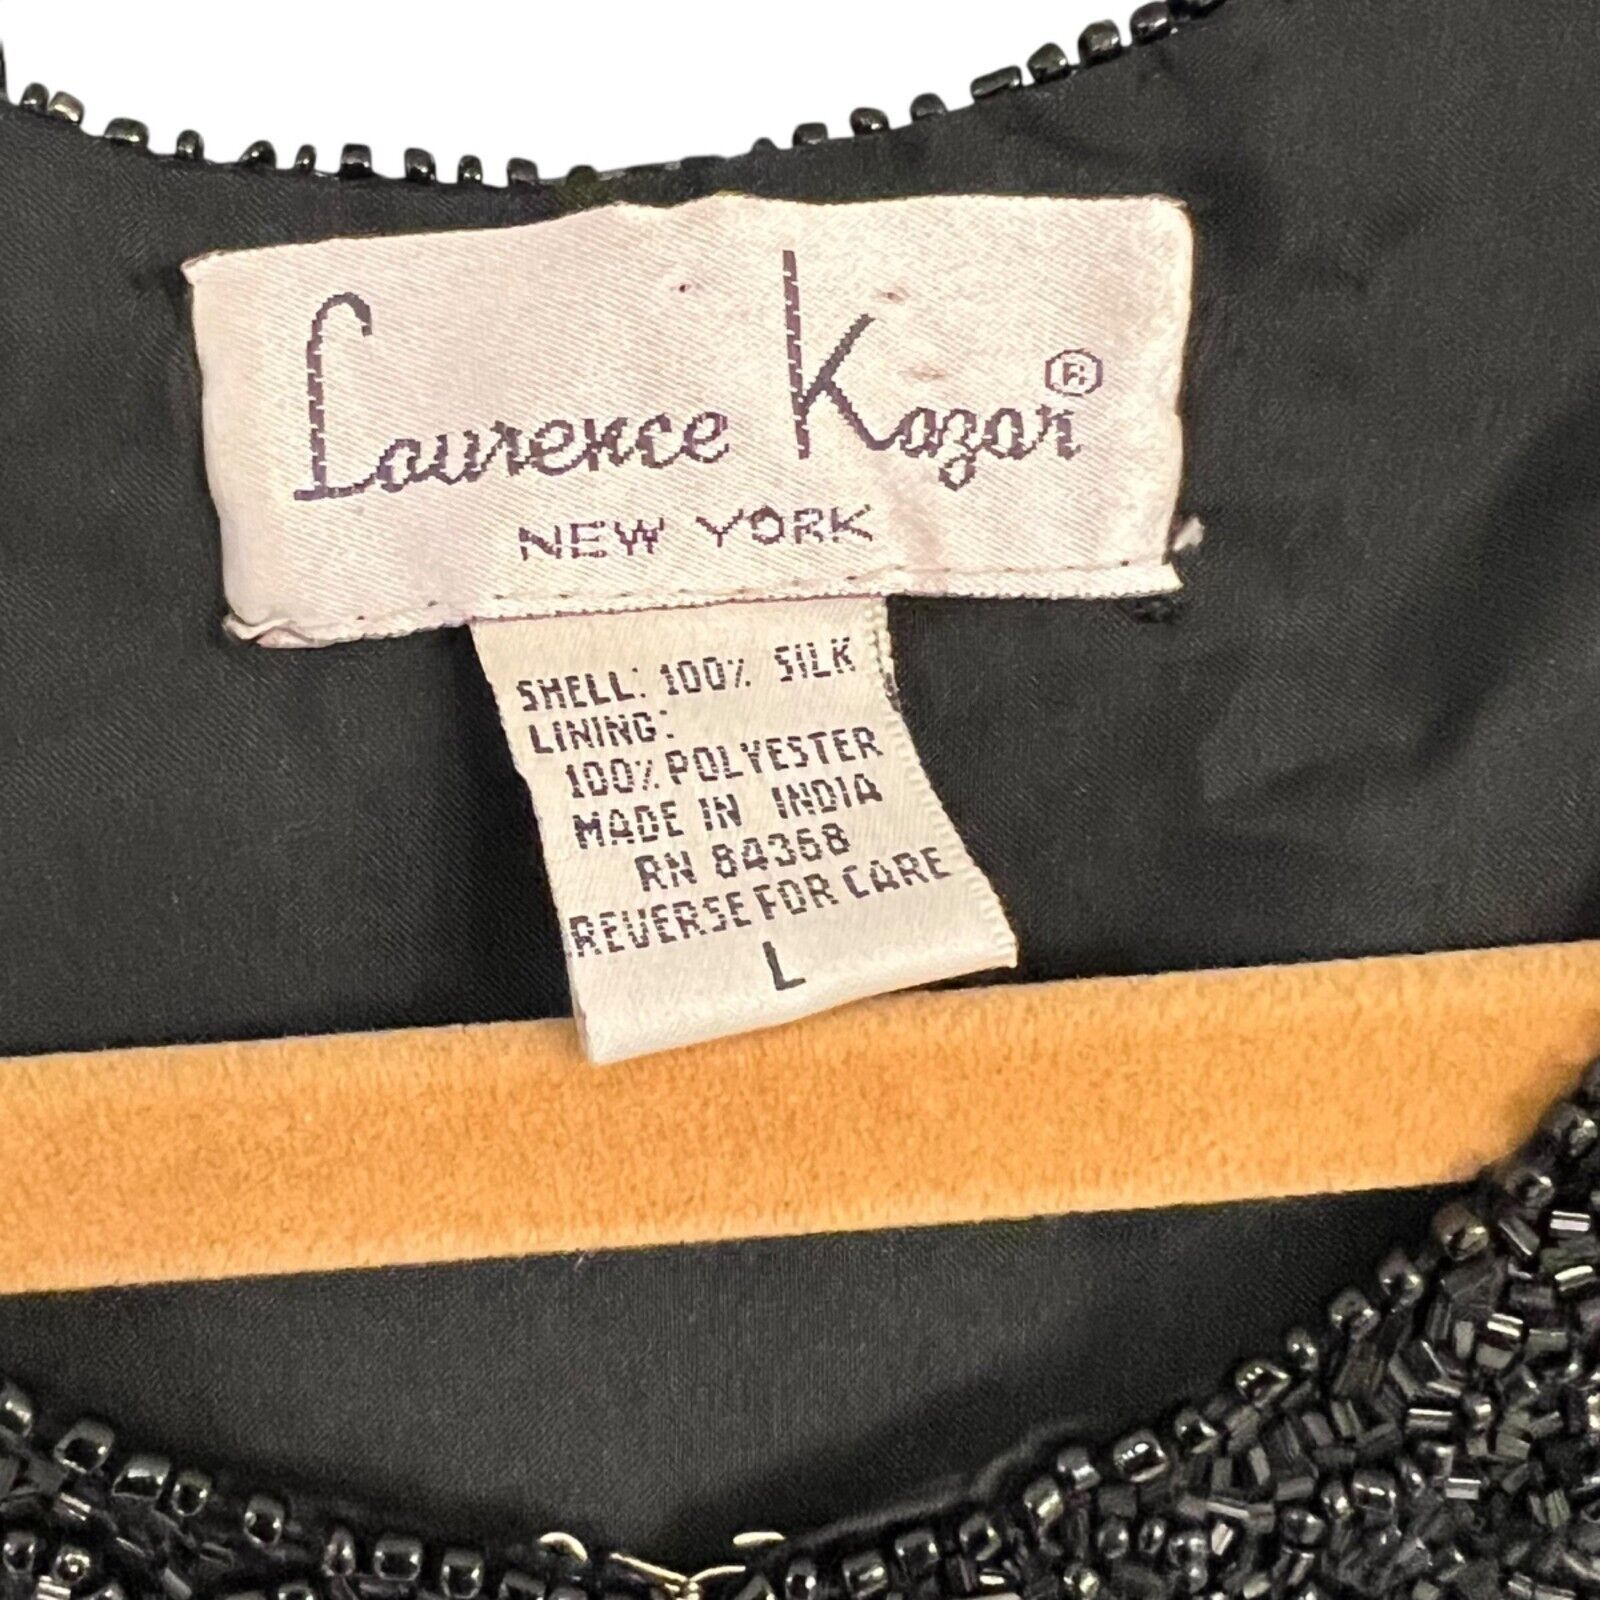 Laurence Kazar®
NEW YORK
SHELL: 100% SILK
LINING:
100% POLYESTER
MADE IN INDIA
RN 84368
REVERSE FOR CARE
L